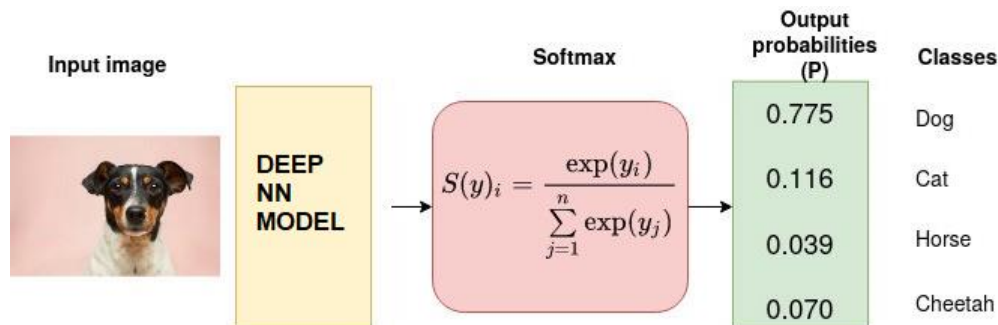 Input image
DEEP
NN
MODEL
Softmax
S(y)_i = exp(y_i) / \sum_{j=1}^{n} exp(y_j)
Output
probabilities
(P)
0.775
0.116
0.039
0.070
Classes
Dog
Cat
Horse
Cheetah